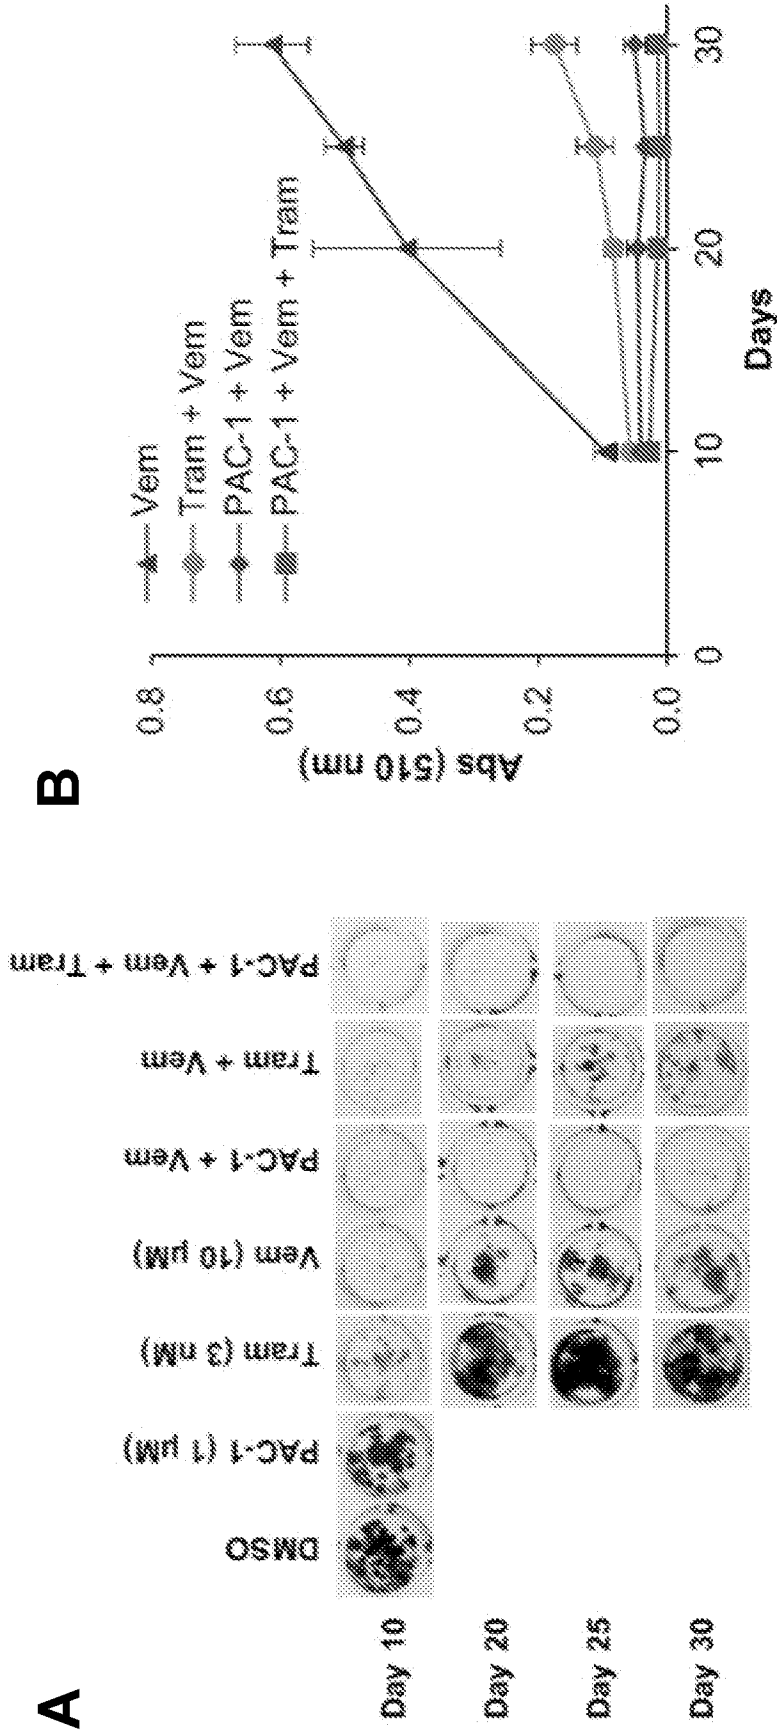 A
DMSO
PAC-1 (1 µM)
Tram (3 nM)
Vem (10 µM)
PAC-1 + Vem
Tram + Vem
PAC-1 + Vem + Tram
Day 10
Day 20
Day 25
Day 30
B
Abs (510 nm)
0.8
0.6
0.4
0.2
0.0
Vem
Tram + Vem
PAC-1 + Vem
PAC-1 + Vem + Tram
0
10
20
30
Days